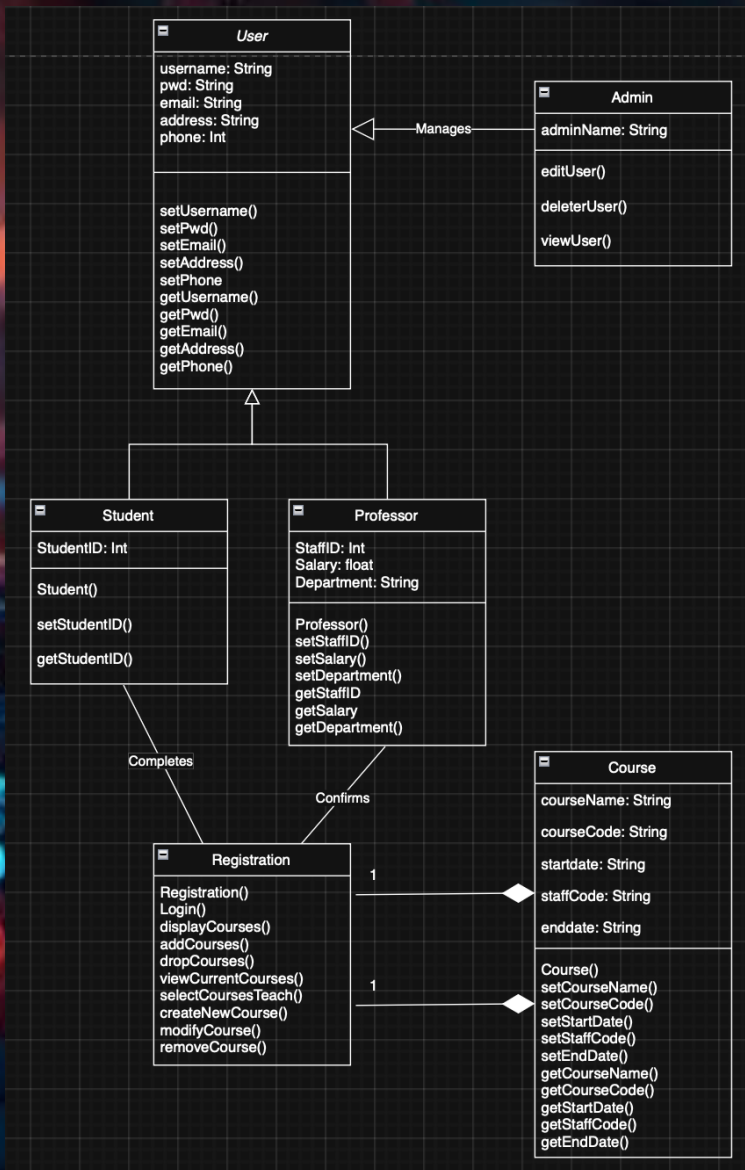 User
username: String
pwd: String
email: String
address: String
phone: Int
setUsername()
setPwd()
setEmail()
setAddress()
setPhone
getUsername()
getPwd()
getEmail()
getAddress()
getPhone()
Manages
Admin
adminName: String
editUser()
deleterUser()
viewUser()
Student
StudentID: Int
Student()
setStudentID()
getStudentID()
Professor
StaffID: Int
Salary: float
Department: String
Professor()
setStaffID()
setSalary()
setDepartment()
getStaffID
getSalary
getDepartment()
Completes
Confirms
Registration
Registration()
Login()
displayCourses()
addCourses()
dropCourses()
viewCurrentCourses()
selectCoursesTeach()
createNewCourse()
modifyCourse()
removeCourse()
1
1
Course
courseName: String
courseCode: String
startdate: String
staffCode: String
enddate: String
Course()
setCourseName()
setCourseCode()
setStartDate()
setStaffCode()
setEndDate()
getCourseName()
getCourseCode()
getStartDate()
getStaffCode()
getEndDate()